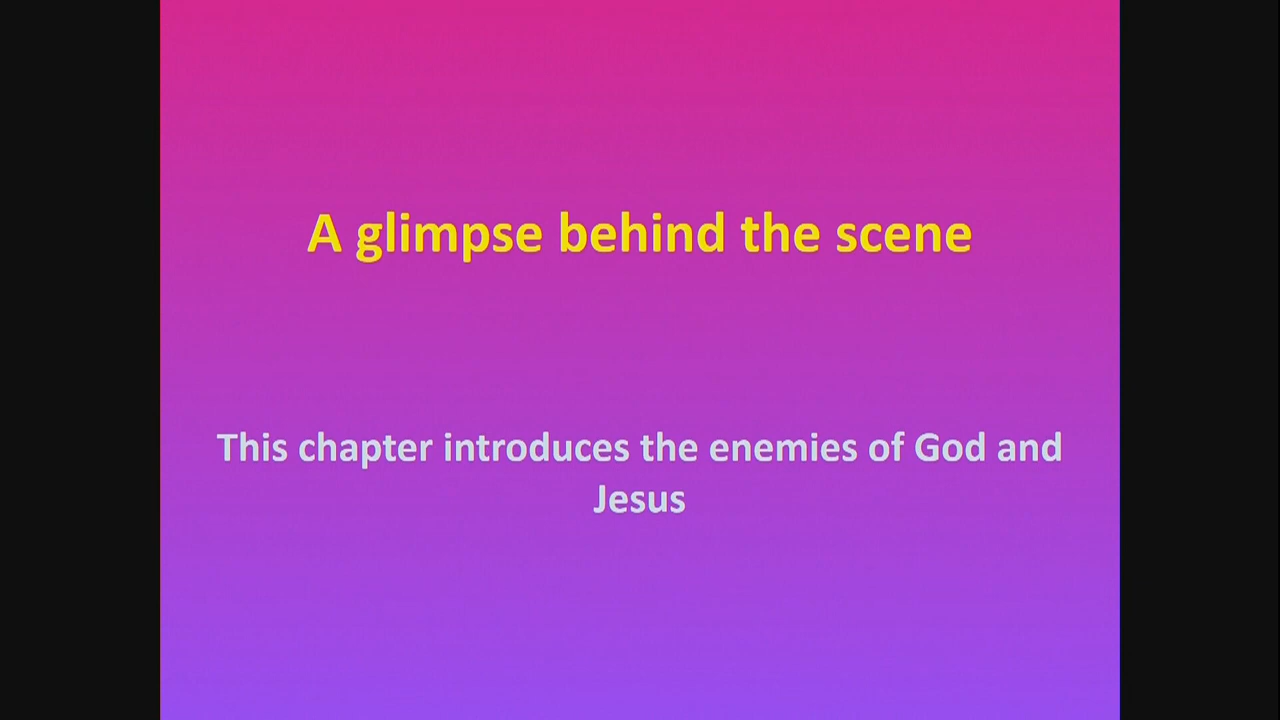 A glimpse behind the scene
This chapter introduces the enemies of God and
Jesus